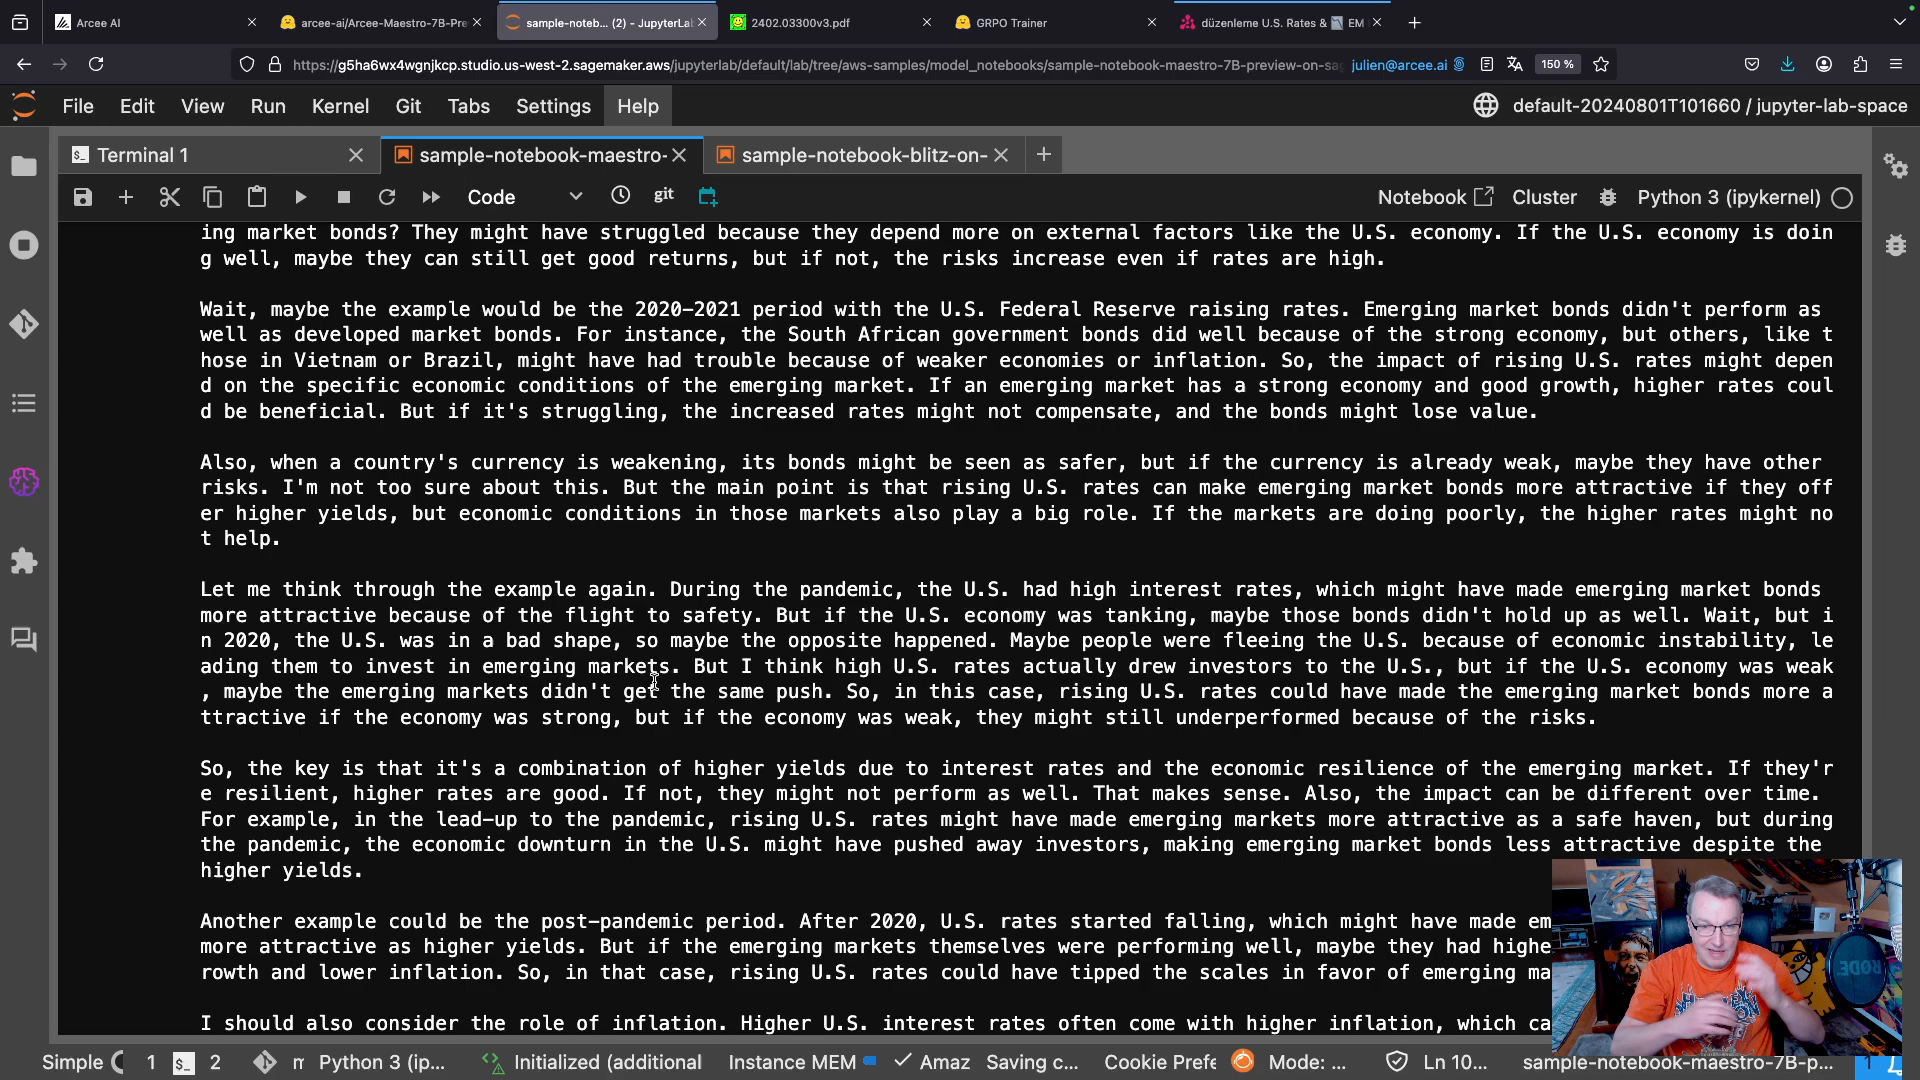 Arcee AI
arcee-ai/Arcee-Maestro-7B-Pre
sample-noteb... (2) - JupyterLa
2402.03300v3.pdf
GRPO Trainer
düzenleme U.S. Rates & EM
https://g5ha6wx4wgnjkcp.studio.us-west-2.sagemaker.aws/jupyterlab/default/lab/tree/aws-samples/model_notebooks/sample-notebook-maestro-7B-preview-on-sa
julien@arcee.ai
150 %
File Edit View Run Kernel Git Tabs Settings Help
default-20240801T101660 / jupyter-lab-space
Terminal 1
sample-notebook-maestro-
sample-notebook-blitz-on-
Code
git
Notebook
Cluster
Python 3 (ipykernel)
ing market bonds? They might have struggled because they depend more on external factors like the U.S. economy. If the U.S. economy is doin
g well, maybe they can still get good returns, but if not, the risks increase even if rates are high.
Wait, maybe the example would be the 2020-2021 period with the U.S. Federal Reserve raising rates. Emerging market bonds didn't perform as
well as developed market bonds. For instance, the South African government bonds did well because of the strong economy, but others, like t
hose in Vietnam or Brazil, might have had trouble because of weaker economies or inflation. So, the impact of rising U.S. rates might depen
d on the specific economic conditions of the emerging market. If an emerging market has a strong economy and good growth, higher rates coul
d be beneficial. But if it's struggling, the increased rates might not compensate, and the bonds might lose value.
Also, when a country's currency is weakening, its bonds might be seen as safer, but if the currency is already weak, maybe they have other
risks. I'm not too sure about this. But the main point is that rising U.S. rates can make emerging market bonds more attractive if they off
er higher yields, but economic conditions in those markets also play a big role. If the markets are doing poorly, the higher rates might no
t help.
Let me think through the example again. During the pandemic, the U.S. had high interest rates, which might have made emerging market bonds
more attractive because of the flight to safety. But if the U.S. economy was tanking, maybe those bonds didn't hold up as well. Wait, but i
n 2020, the U.S. was in a bad shape, so maybe the opposite happened. Maybe people were fleeing the U.S. because of economic instability, le
ading them to invest in emerging markets. But I think high U.S. rates actually drew investors to the U.S., but if the U.S. economy was weak
, maybe the emerging markets didn't get the same push. So, in this case, rising U.S. rates could have made the emerging market bonds more a
ttractive if the economy was strong, but if the economy was weak, they might still underperformed because of the risks.
So, the key is that it's a combination of higher yields due to interest rates and the economic resilience of the emerging market. If they'r
e resilient, higher rates are good. If not, they might not perform as well. That makes sense. Also, the impact can be different over time.
For example, in the lead-up to the pandemic, rising U.S. rates might have made emerging markets more attractive as a safe haven, but during
the pandemic, the economic downturn in the U.S. might have pushed away investors, making emerging market bonds less attractive despite the
higher yields.
Another example could be the post-pandemic period. After 2020, U.S. rates started falling, which might have made em
more attractive as higher yields. But if the emerging markets themselves were performing well, maybe they had highe
rowth and lower inflation. So, in that case, rising U.S. rates could have tipped the scales in favor of emerging ma
I should also consider the role of inflation. Higher U.S. interest rates often come with higher inflation, which ca
RØDE
Simple 1 2 m Python 3 (ip... Initialized (additional Instance MEM Amaz Saving c... Cookie Prefe Mode: ... Ln 10... sample-notebook-maestro-7B-p... 1